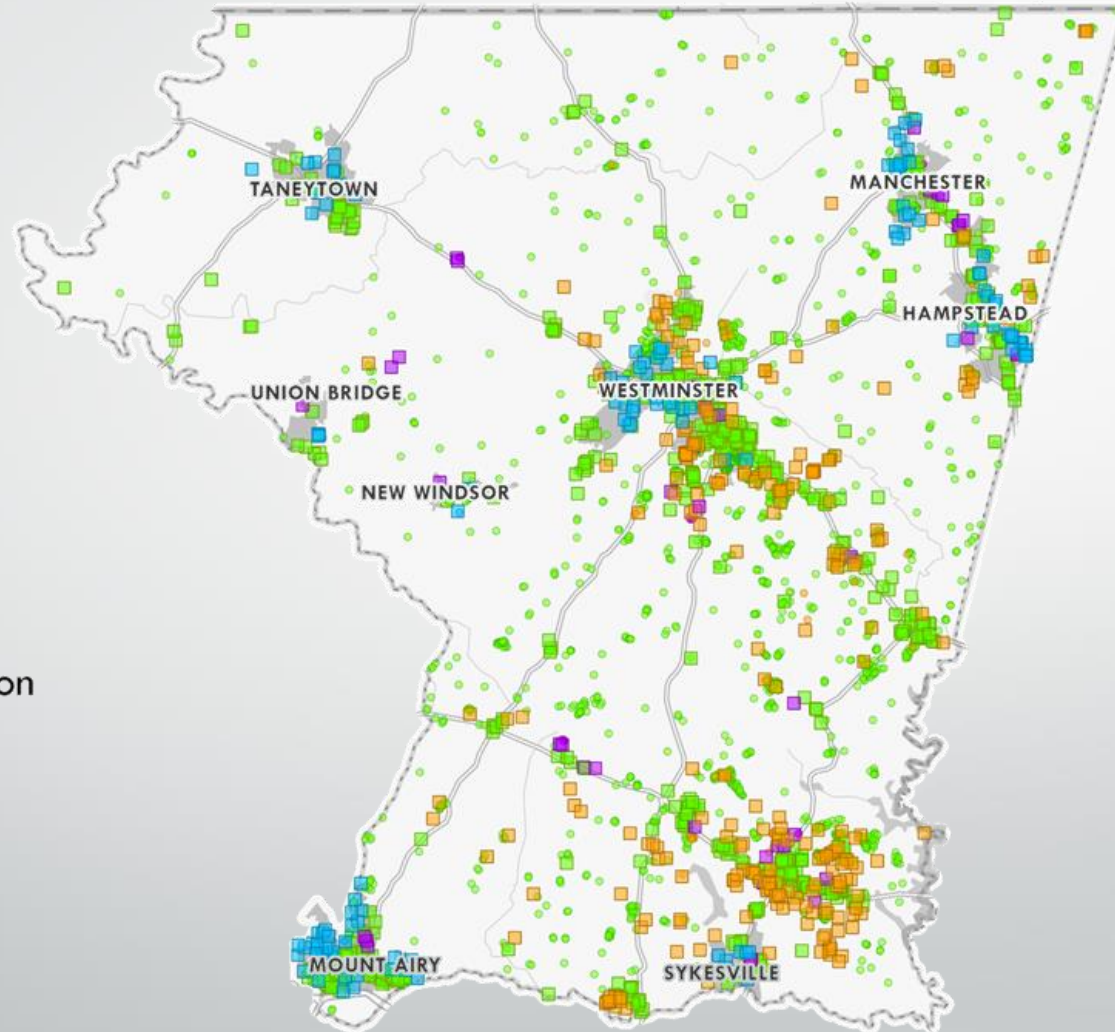 TANEYTOWN
MANCHESTER
HAMPSTEAD
UNION BRIDGE
WESTMINSTER
NEW WINDSOR
on
MOUNT AIRY
SYKESVILLE